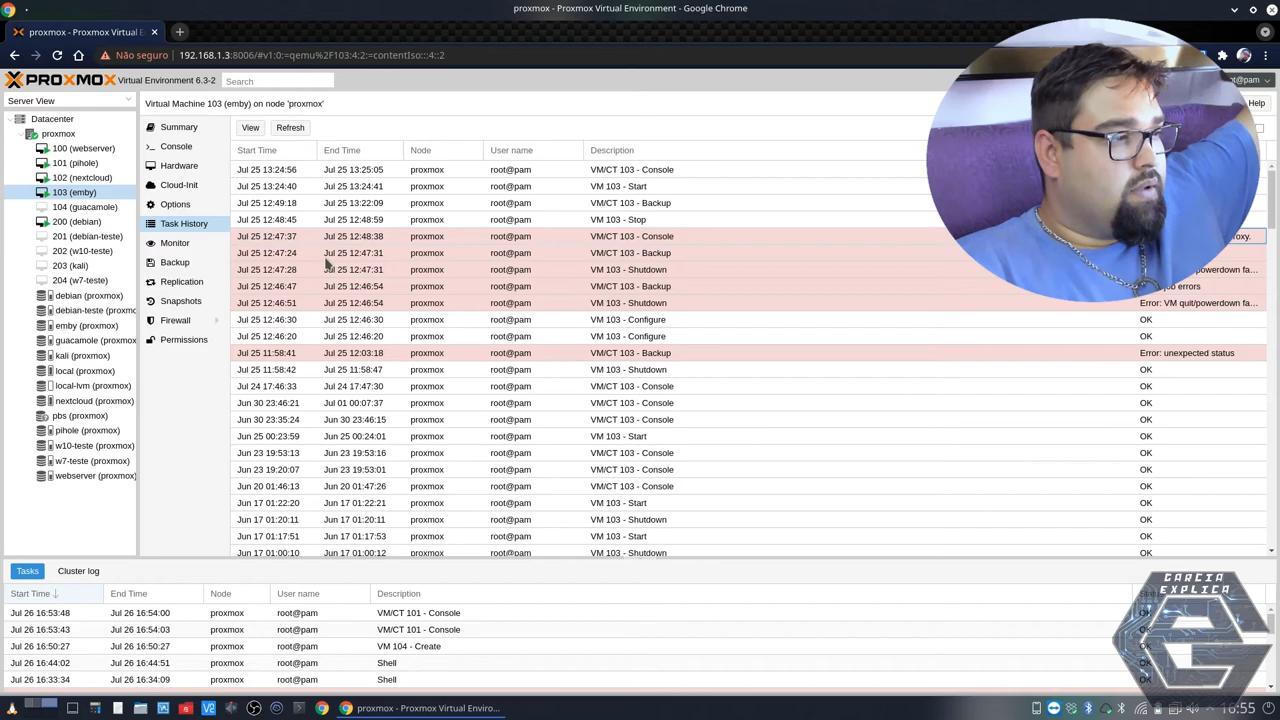 proxmox - Proxmox Virtual Environment - Google Chrome
proxmox - Proxmox Virtual E
Não seguro
192.168.1.3:8006/#v1:0:=qemu%2F103:4:2:=contentIso:::4::2
PROXMOX Virtual Environment 6.3-2
Search
t@pam
Server View
Virtual Machine 103 (emby) on node 'proxmox'
Help
Datacenter
proxmox
100 (webserver)
101 (pihole)
102 (nextcloud)
103 (emby)
104 (guacamole)
200 (debian)
201 (debian-teste)
202 (w10-teste)
203 (kali)
204 (w7-teste)
debian (proxmox)
debian-teste (proxmo
emby (proxmox)
guacamole (proxmox
kali (proxmox)
local (proxmox)
local-lvm (proxmox)
nextcloud (proxmox)
pbs (proxmox)
pihole (proxmox)
w10-teste (proxmox)
w7-teste (proxmox)
webserver (proxmox)
Summary
Console
Hardware
Cloud-Init
Options
Task History
Monitor
Backup
Replication
Snapshots
Firewall
Permissions
View Refresh
Start Time End Time Node User name Description
Jul 25 13:24:56 Jul 25 13:25:05 proxmox root@pam VM/CT 103 - Console
Jul 25 13:24:40 Jul 25 13:24:41 proxmox root@pam VM 103 - Start
Jul 25 12:49:18 Jul 25 13:22:09 proxmox root@pam VM/CT 103 - Backup
Jul 25 12:48:45 Jul 25 12:48:59 proxmox root@pam VM 103 - Stop
Jul 25 12:47:37 Jul 25 12:48:38 proxmox root@pam VM/CT 103 - Console oxy.
Jul 25 12:47:24 Jul 25 12:47:31 proxmox root@pam VM/CT 103 - Backup
Jul 25 12:47:28 Jul 25 12:47:31 proxmox root@pam VM 103 - Shutdown /powerdown fa...
Jul 25 12:46:47 Jul 25 12:46:54 proxmox root@pam VM/CT 103 - Backup errors
Jul 25 12:46:51 Jul 25 12:46:54 proxmox root@pam VM 103 - Shutdown Error: VM quit/powerdown fa...
Jul 25 12:46:30 Jul 25 12:46:30 proxmox root@pam VM 103 - Configure OK
Jul 25 12:46:20 Jul 25 12:46:20 proxmox root@pam VM 103 - Configure OK
Jul 25 11:58:41 Jul 25 12:03:18 proxmox root@pam VM/CT 103 - Backup Error: unexpected status
Jul 25 11:58:42 Jul 25 11:58:47 proxmox root@pam VM 103 - Shutdown OK
Jul 24 17:46:33 Jul 24 17:47:30 proxmox root@pam VM/CT 103 - Console OK
Jun 30 23:46:21 Jul 01 00:07:37 proxmox root@pam VM/CT 103 - Console OK
Jun 30 23:35:24 Jun 30 23:46:15 proxmox root@pam VM/CT 103 - Console OK
Jun 25 00:23:59 Jun 25 00:24:01 proxmox root@pam VM 103 - Start OK
Jun 23 19:53:13 Jun 23 19:53:16 proxmox root@pam VM/CT 103 - Console OK
Jun 23 19:20:07 Jun 23 19:53:01 proxmox root@pam VM/CT 103 - Console OK
Jun 20 01:46:13 Jun 20 01:47:26 proxmox root@pam VM/CT 103 - Console OK
Jun 17 01:22:20 Jun 17 01:22:21 proxmox root@pam VM 103 - Start OK
Jun 17 01:20:11 Jun 17 01:20:11 proxmox root@pam VM 103 - Shutdown OK
Jun 17 01:17:51 Jun 17 01:17:53 proxmox root@pam VM 103 - Start OK
Jun 17 01:00:10 Jun 17 01:00:12 proxmox root@pam VM 103 - Shutdown OK
Tasks Cluster log
Start Time End Time Node User name Description
Jul 26 16:53:48 Jul 26 16:54:00 proxmox root@pam VM/CT 101 - Console
Jul 26 16:53:43 Jul 26 16:54:03 proxmox root@pam VM/CT 101 - Console
Jul 26 16:50:27 Jul 26 16:50:27 proxmox root@pam VM 104 - Create
Jul 26 16:44:02 Jul 26 16:44:51 proxmox root@pam Shell
Jul 26 16:33:34 Jul 26 16:34:09 proxmox root@pam Shell
GARCIA
EXPLICA
proxmox - Proxmox Virtual Enviro...
16:55